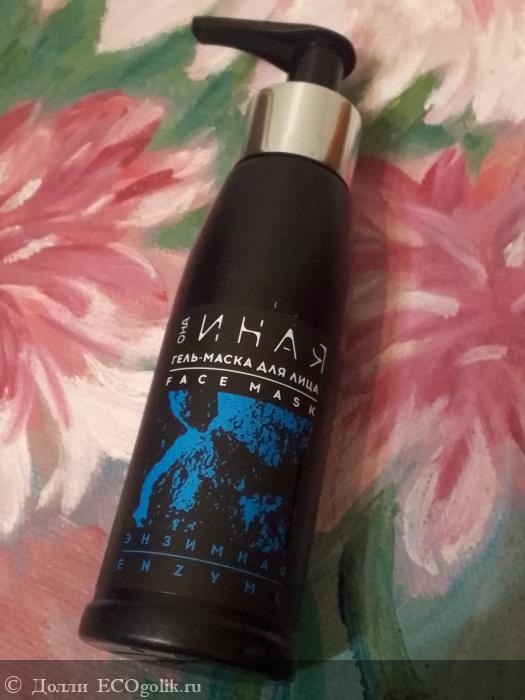 ОНА
ИНАЯ
ГЕЛЬ-МАСКА ДЛЯ ЛИЦА
FACE MASK
ЭНЗИМНАЯ
ENZYME
© Долли ECOgolik.ru